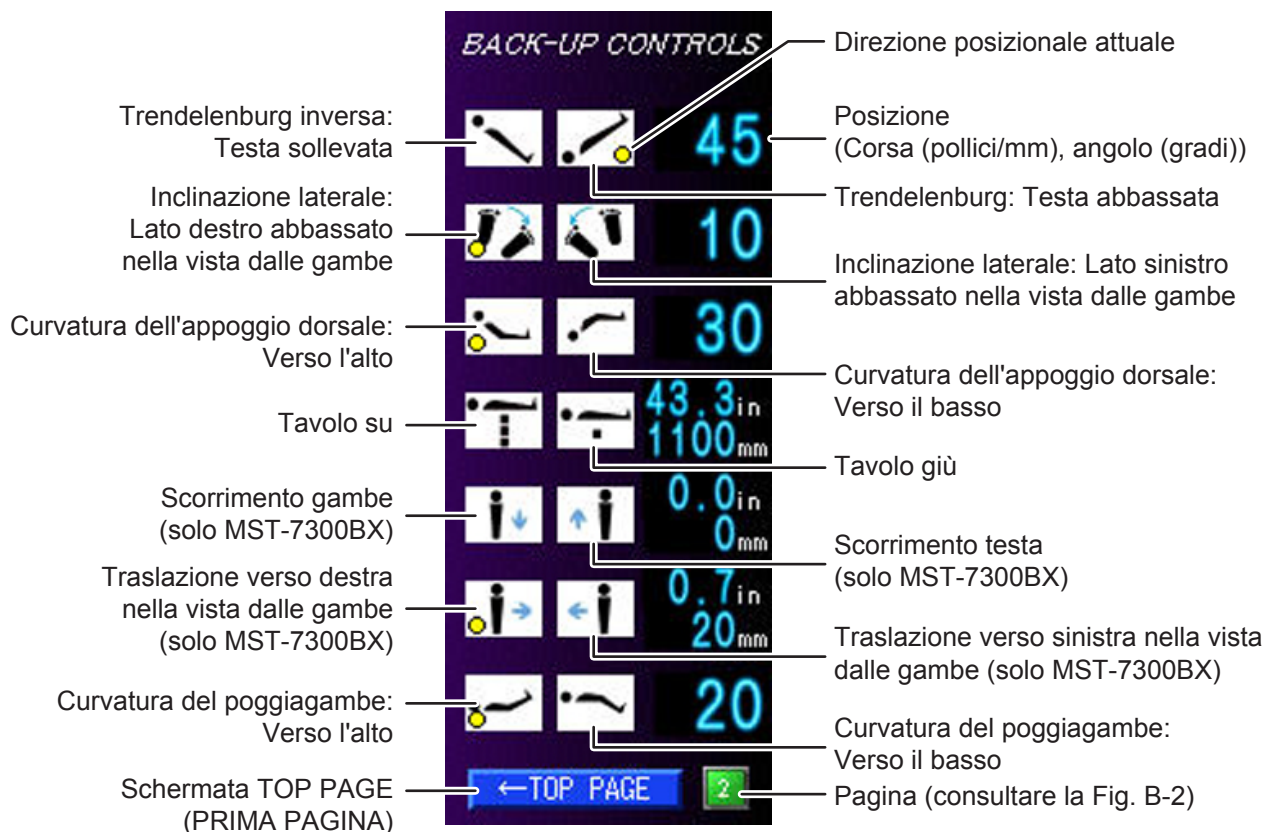 BACK-UP CONTROLS
Direzione posizionale attuale
Trendelenburg inversa:
Testa sollevata
45
Posizione
(Corsa (pollici/mm), angolo (gradi))
Trendelenburg: Testa abbassata
Inclinazione laterale:
Lato destro abbassato
nella vista dalle gambe
10
Inclinazione laterale: Lato sinistro
abbassato nella vista dalle gambe
Curvatura dell'appoggio dorsale:
Verso l'alto
30
Curvatura dell'appoggio dorsale:
Verso il basso
Tavolo su
43.3in
1100mm
Tavolo giù
Scorrimento gambe
(solo MST-7300BX)
0.0in
0mm
Scorrimento testa
(solo MST-7300BX)
Traslazione verso destra
nella vista dalle gambe
(solo MST-7300BX)
0.7in
20mm
Traslazione verso sinistra nella vista
dalle gambe (solo MST-7300BX)
Curvatura del poggiagambe:
Verso l'alto
20
Curvatura del poggiagambe:
Verso il basso
Schermata TOP PAGE
(PRIMA PAGINA)
←TOP PAGE
2
Pagina (consultare la Fig. B-2)